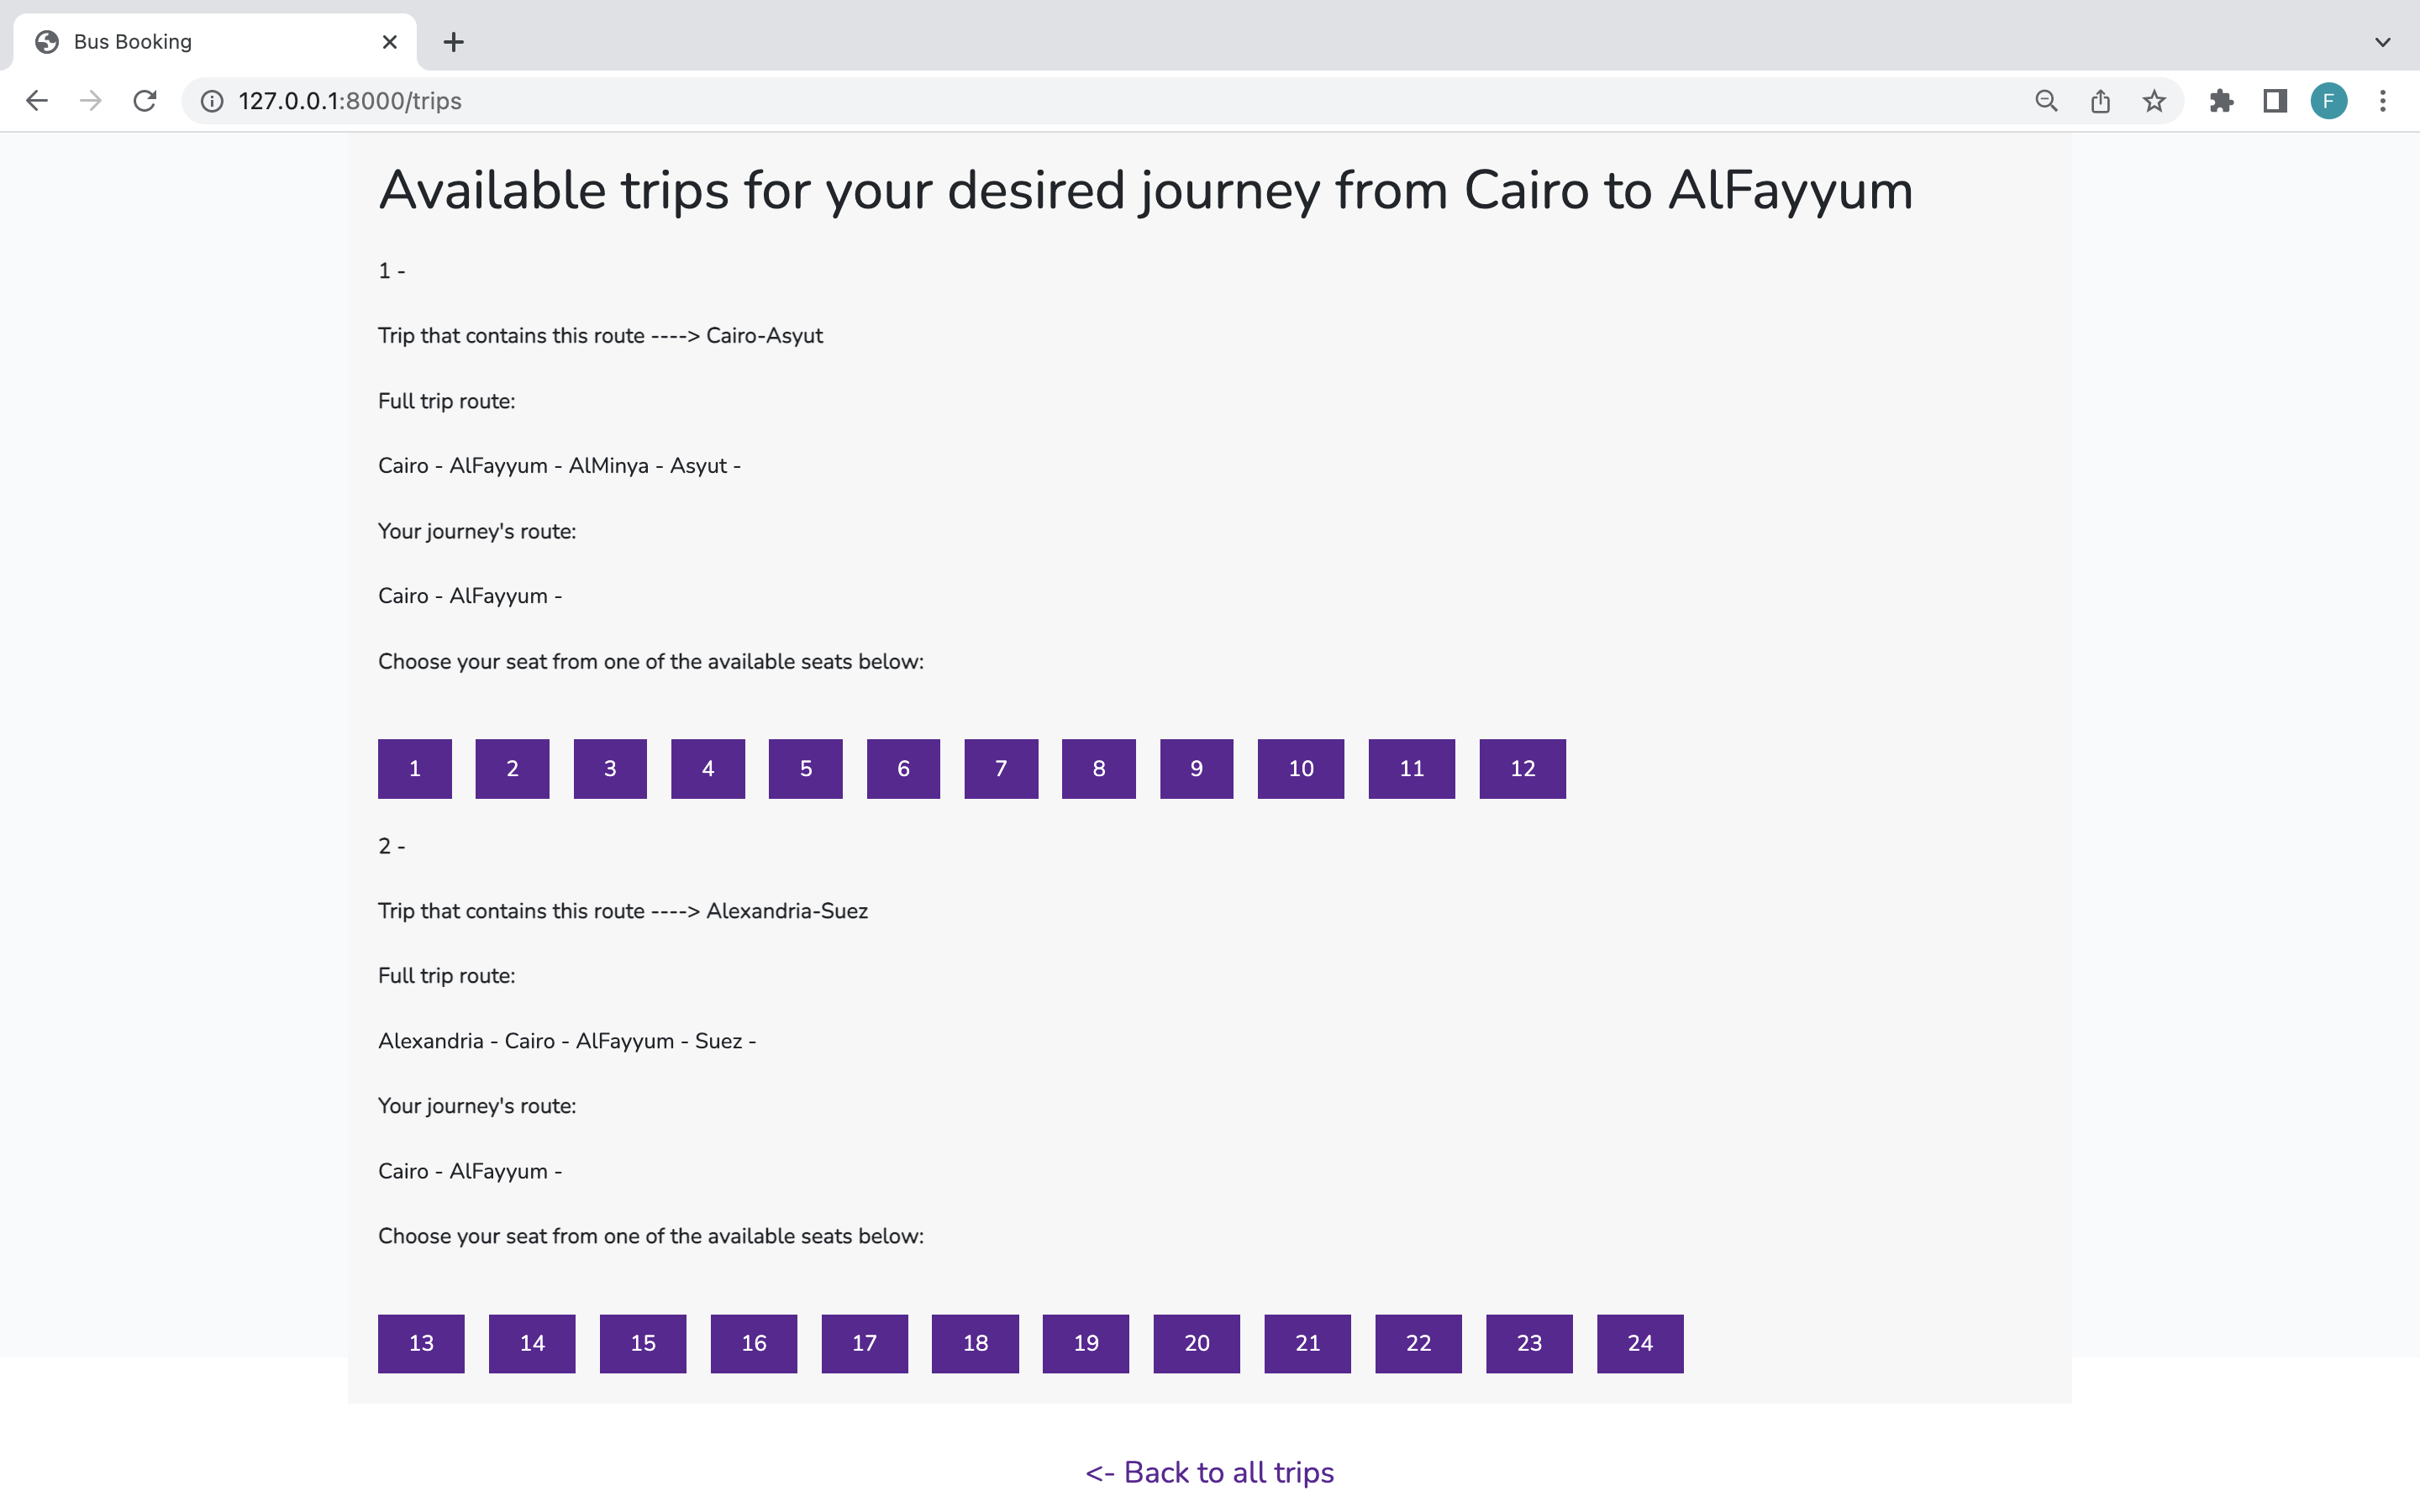 Bus Booking
127.0.0.1:8000/trips
F
Available trips for your desired journey from Cairo to AlFayyum
1 -
Trip that contains this route ----> Cairo-Asyut
Full trip route:
Cairo - AlFayyum - AlMinya - Asyut -
Your journey's route:
Cairo - AlFayyum -
Choose your seat from one of the available seats below:
1 2 3 4 5 6 7 8 9 10 11 12
2 -
Trip that contains this route ----> Alexandria-Suez
Full trip route:
Alexandria - Cairo - AlFayyum - Suez -
Your journey's route:
Cairo - AlFayyum -
Choose your seat from one of the available seats below:
13 14 15 16 17 18 19 20 21 22 23 24
<- Back to all trips